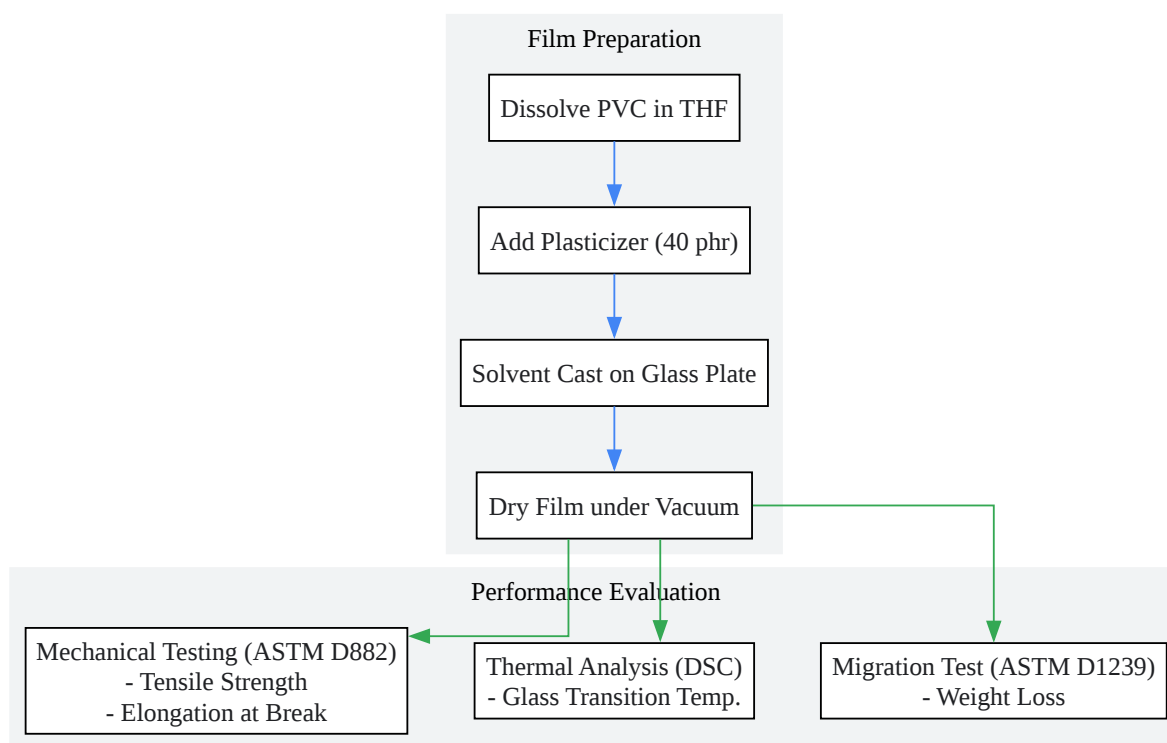 Film Preparation
Dissolve PVC in THF
Add Plasticizer (40 phr)
Solvent Cast on Glass Plate
Dry Film under Vacuum
Performance Evaluation
Mechanical Testing (ASTM D882)
- Tensile Strength
- Elongation at Break
Thermal Analysis (DSC)
- Glass Transition Temp.
Migration Test (ASTM D1239)
- Weight Loss